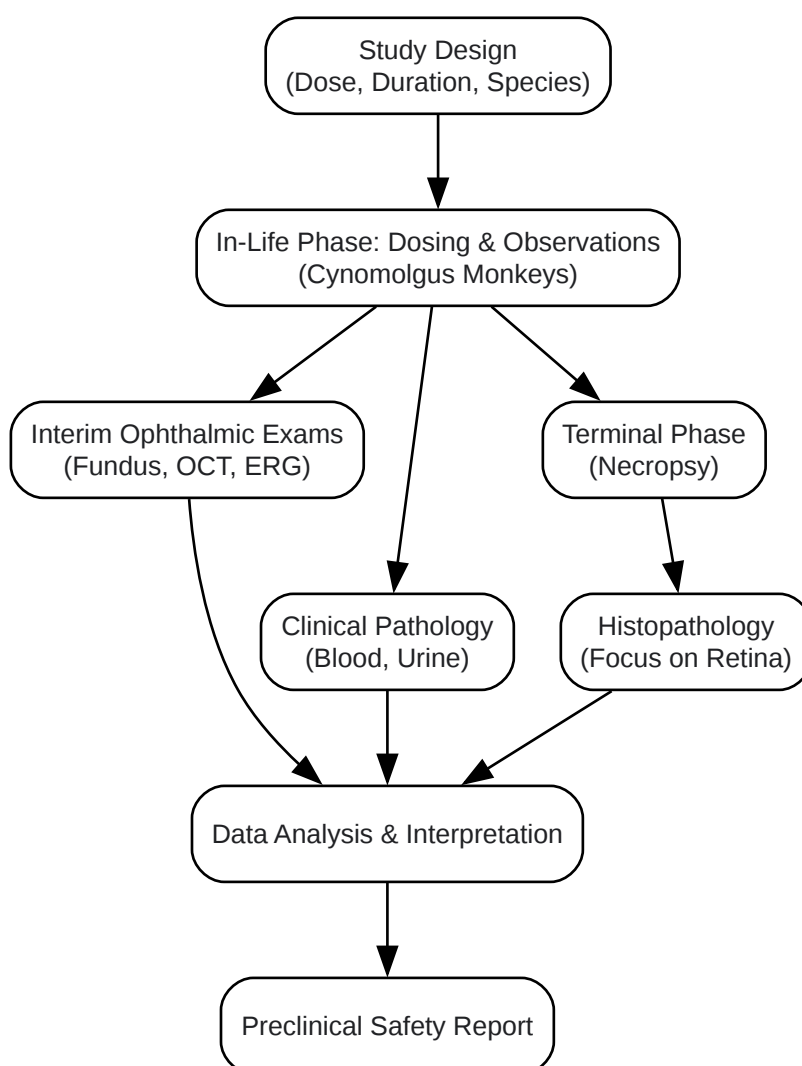 Study Design
(Dose, Duration, Species)
In-Life Phase: Dosing & Observations
(Cynomolgus Monkeys)
Interim Ophthalmic Exams
(Fundus, OCT, ERG)
Terminal Phase
(Necropsy)
Clinical Pathology
(Blood, Urine)
Histopathology
(Focus on Retina)
Data Analysis & Interpretation
Preclinical Safety Report